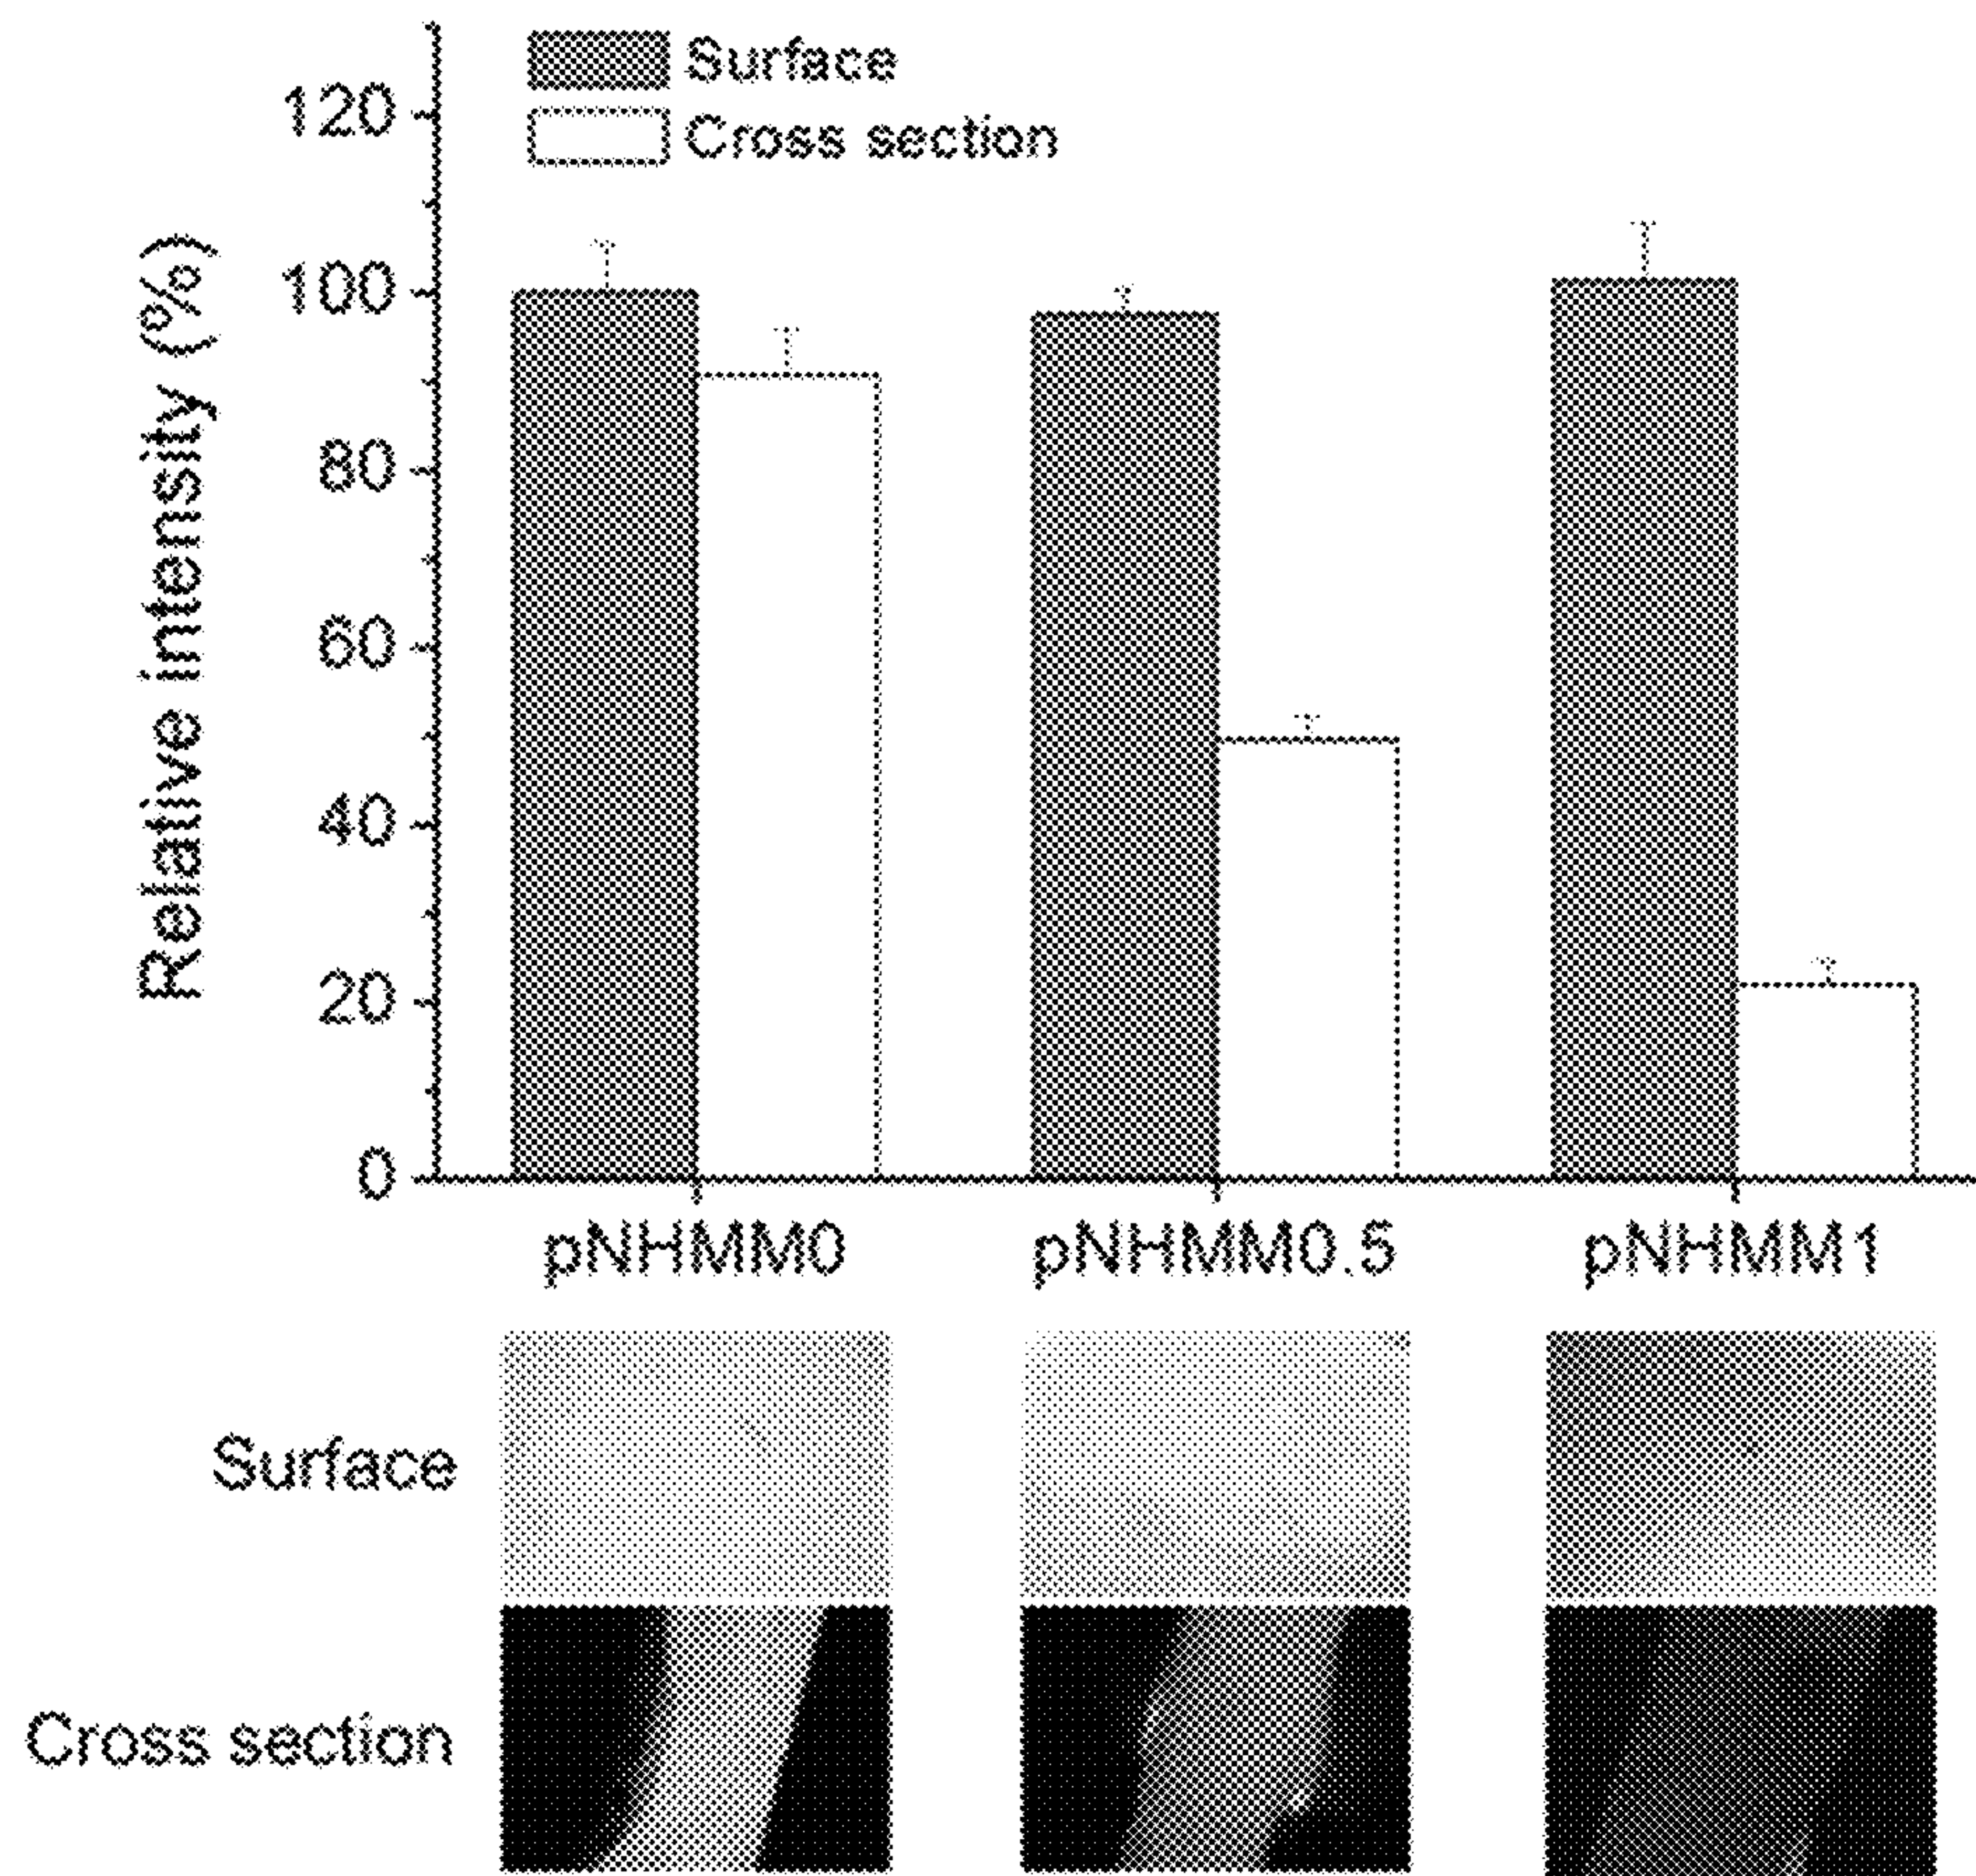 Surface
Cross section
Relative intensity (%)
120
100
80
60
40
20
0
pNHMM0 pNHMM0.5 pNHMM1
Surface
Cross section